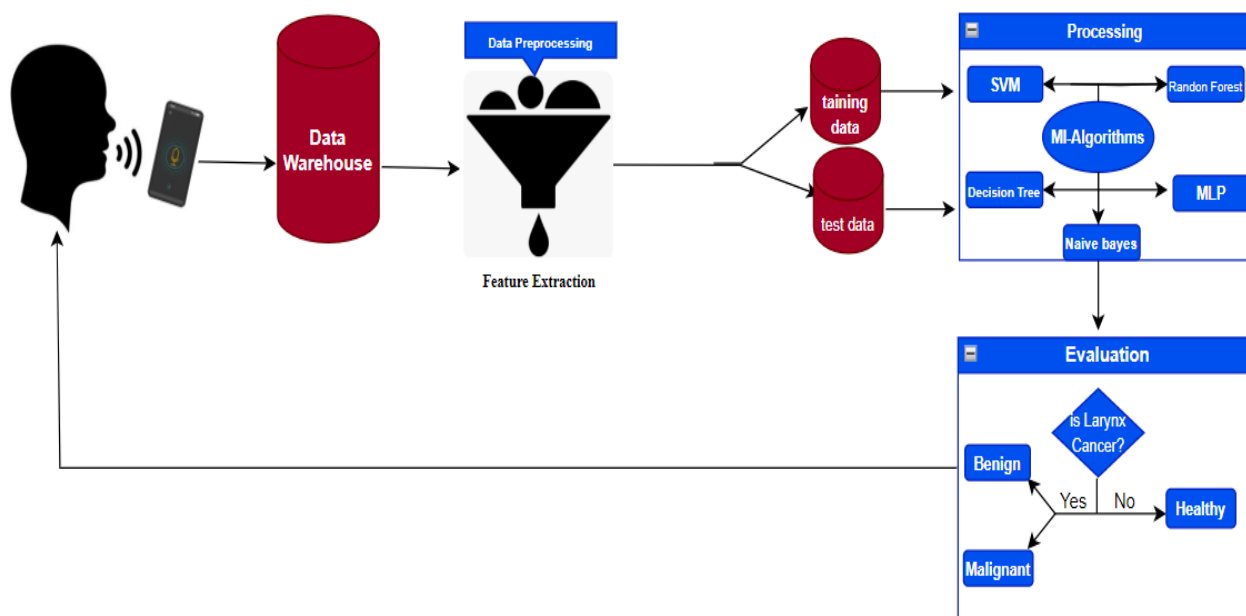 Data Preprocessing
Data
Warehouse
Feature Extraction
taining
data
test data
Processing
SVM
Randon Forest
MI-Algorithms
Decision Tree
MLP
Naive bayes
Evaluation
is Larynx
Cancer?
Benign
Yes
No
Healthy
Malignant